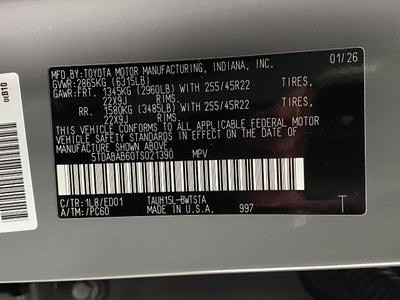 MFD. BY: TOYOTA MOTOR MANUFACTURING, INDIANA, INC. 01/26
GVWR: 2865KG (6315LB)
GAWR: FRT. 1345KG (2960LB) WITH 255/45R22 TIRES,
22X9J RIMS,
RR. 1580KG (3485LB) WITH 255/45R22 TIRES,
22X9J RIMS,
THIS VEHICLE CONFORMS TO ALL APPLICABLE FEDERAL MOTOR
VEHICLE SAFETY STANDARDS IN EFFECT ON THE DATE OF
MANUFACTURE SHOWN ABOVE.
5TDABAB60TS021390 MPV
C/TR: 1L8/ED01 TAUH15L-BWTSTA
A/TM: /PC60 MADE IN U.S.A. 997 T